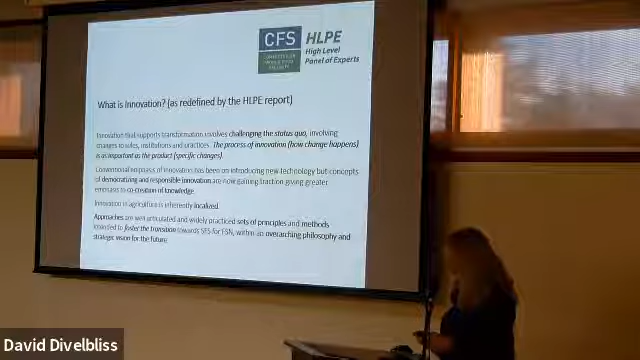 CFS HLPE
High Level
Panel of Experts
What is Innovation? (as redefined by the HLPE report)
Innovation that supports transformation involves challenging the status quo, involving
changes to rules, institutions and practices. The process of innovation (how change happens)
is as important as the product (specific changes).
Conventional emphasis of innovation has been on introducing new technology but concepts
of democratizing and responsible innovation are now gaining traction giving greater
emphasis to co-creation of knowledge.
Innovation in agriculture is inherently localized.
Approaches are well articulated and widely practiced sets of principles and methods
intended to foster the transition towards SFS for FSN, within an overarching philosophy and
strategic vision for the future
David Divelbliss